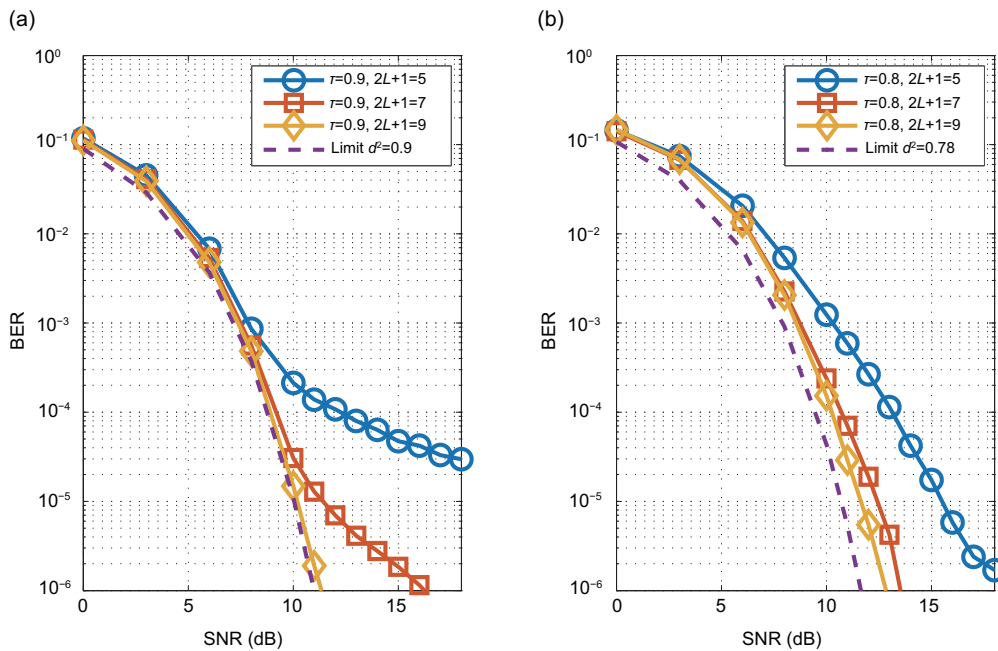 (a)
10⁰
10⁻¹
10⁻²
10⁻³
10⁻⁴
10⁻⁵
10⁻⁶
BER
0
5
10
15
SNR (dB)
τ=0.9, 2L+1=5
τ=0.9, 2L+1=7
τ=0.9, 2L+1=9
Limit d²=0.9
(b)
10⁰
10⁻¹
10⁻²
10⁻³
10⁻⁴
10⁻⁵
10⁻⁶
BER
0
5
10
15
SNR (dB)
τ=0.8, 2L+1=5
τ=0.8, 2L+1=7
τ=0.8, 2L+1=9
Limit d²=0.78